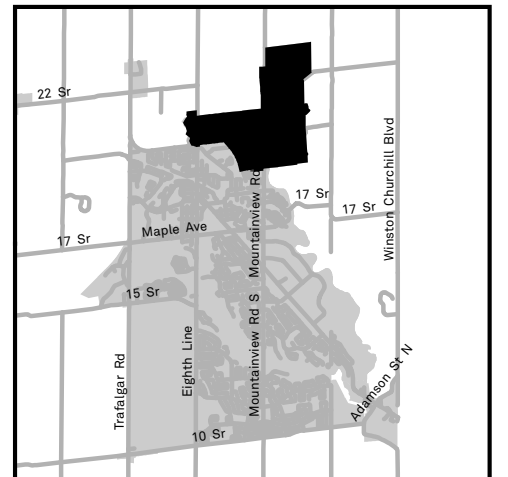 22 Sr
17 Sr
17 Sr
Winston Churchill Blvd
Mountainview Rd
Maple Ave
17 Sr
15 Sr
Mountainview Rd S
Eighth Line
Trafalgar Rd
Adamson St N
10 Sr